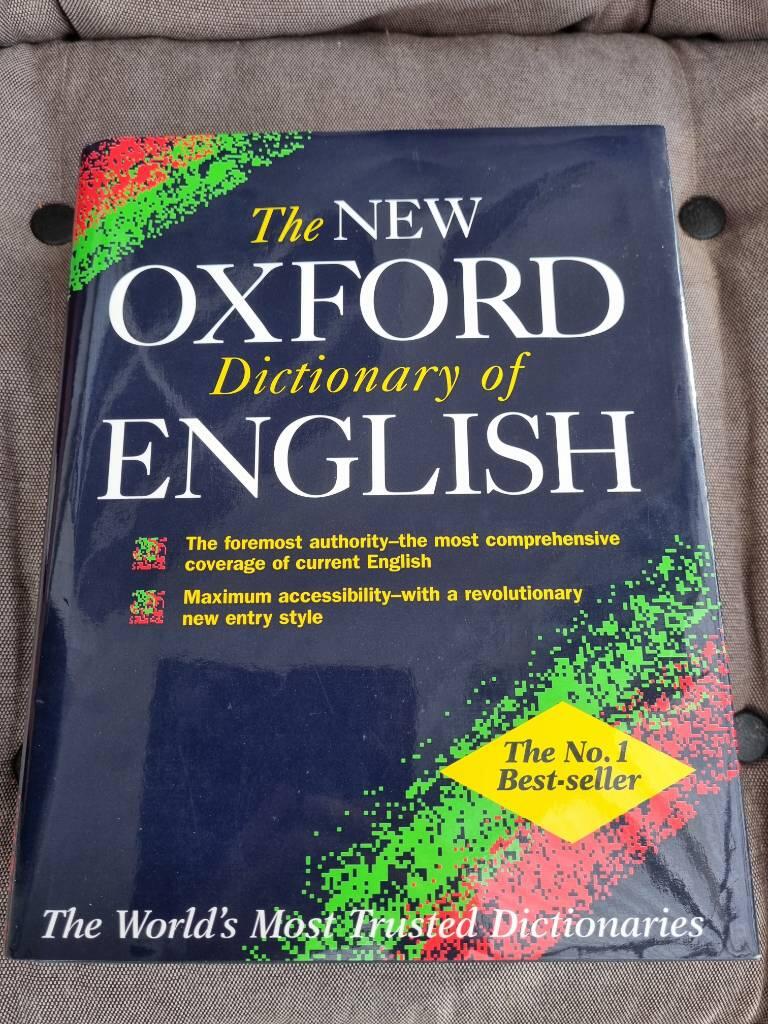 The NEW
OXFORD
Dictionary of
ENGLISH
The foremost authority–the most comprehensive
coverage of current English
Maximum accessibility–with a revolutionary
new entry style
The No.1
Best-seller
The World's Most Trusted Dictionaries